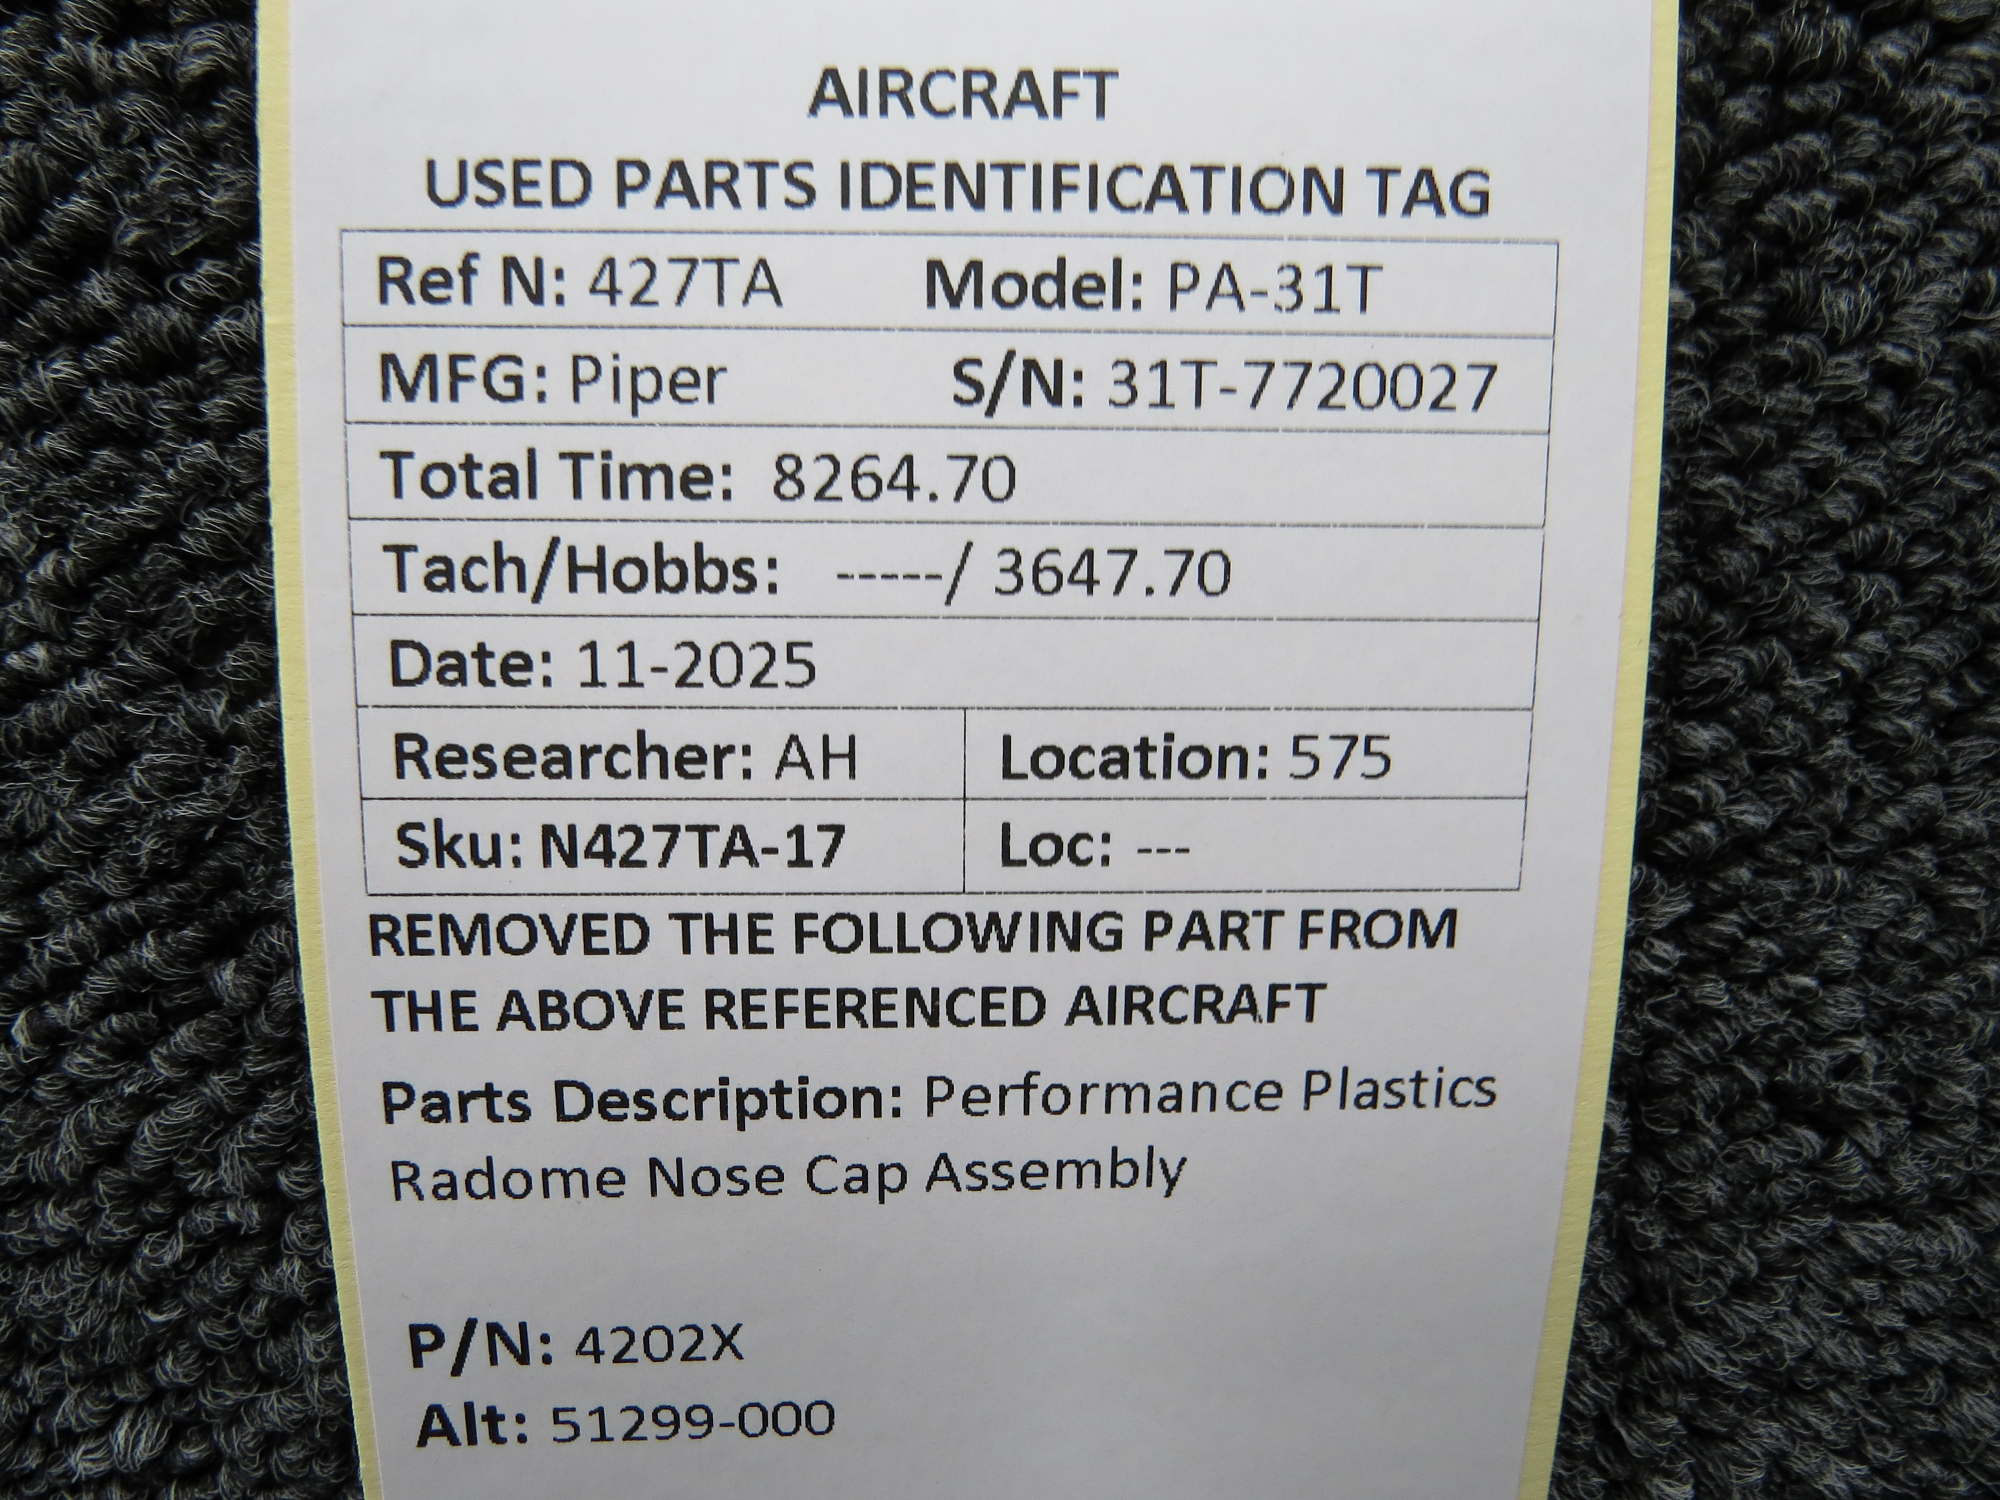 AIRCRAFT
USED PARTS IDENTIFICATION TAG
Ref N: 427TA Model: PA-31T
MFG: Piper S/N: 31T-7720027
Total Time: 8264.70
Tach/Hobbs: -----/ 3647.70
Date: 11-2025
Researcher: AH Location: 575
Sku: N427TA-17 Loc: ---
REMOVED THE FOLLOWING PART FROM
THE ABOVE REFERENCED AIRCRAFT
Parts Description: Performance Plastics
Radome Nose Cap Assembly
P/N: 4202X
Alt: 51299-000